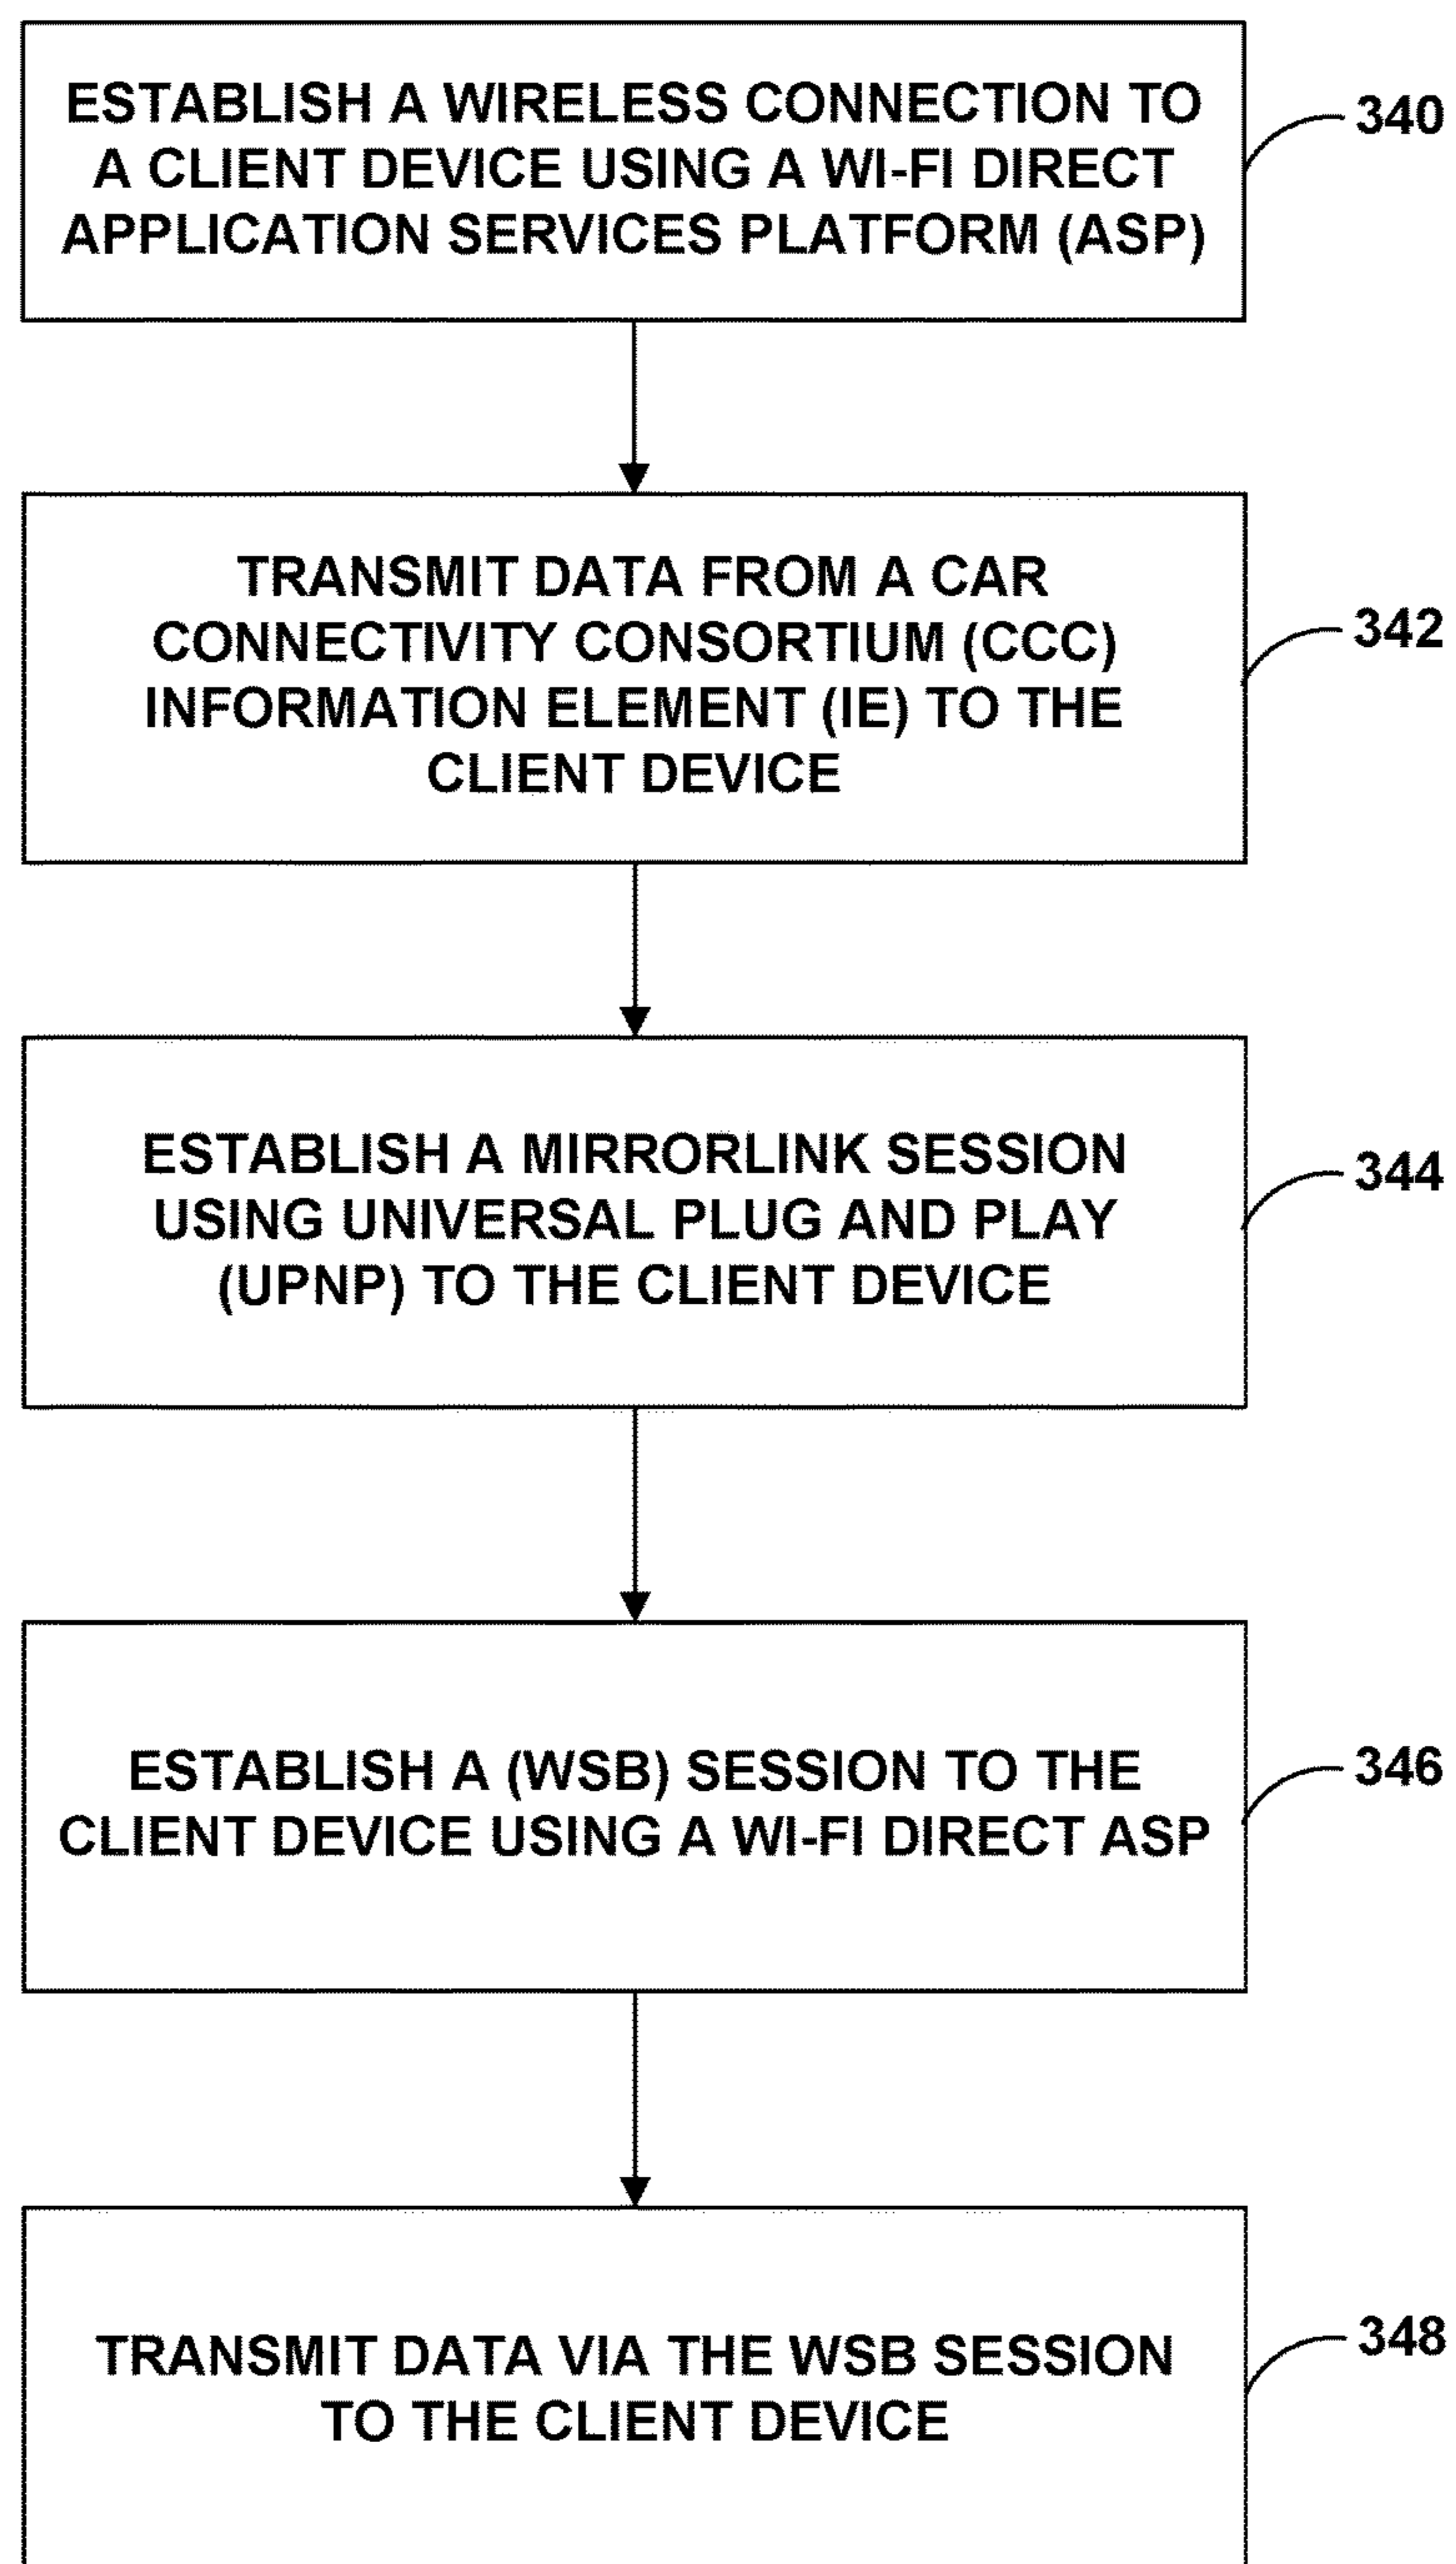 ESTABLISH A WIRELESS CONNECTION TO
A CLIENT DEVICE USING A WI-FI DIRECT
APPLICATION SERVICES PLATFORM (ASP)
340
TRANSMIT DATA FROM A CAR
CONNECTIVITY CONSORTIUM (CCC)
INFORMATION ELEMENT (IE) TO THE
CLIENT DEVICE
342
ESTABLISH A MIRRORLINK SESSION
USING UNIVERSAL PLUG AND PLAY
(UPNP) TO THE CLIENT DEVICE
344
ESTABLISH A (WSB) SESSION TO THE
CLIENT DEVICE USING A WI-FI DIRECT ASP
346
TRANSMIT DATA VIA THE WSB SESSION
TO THE CLIENT DEVICE
348